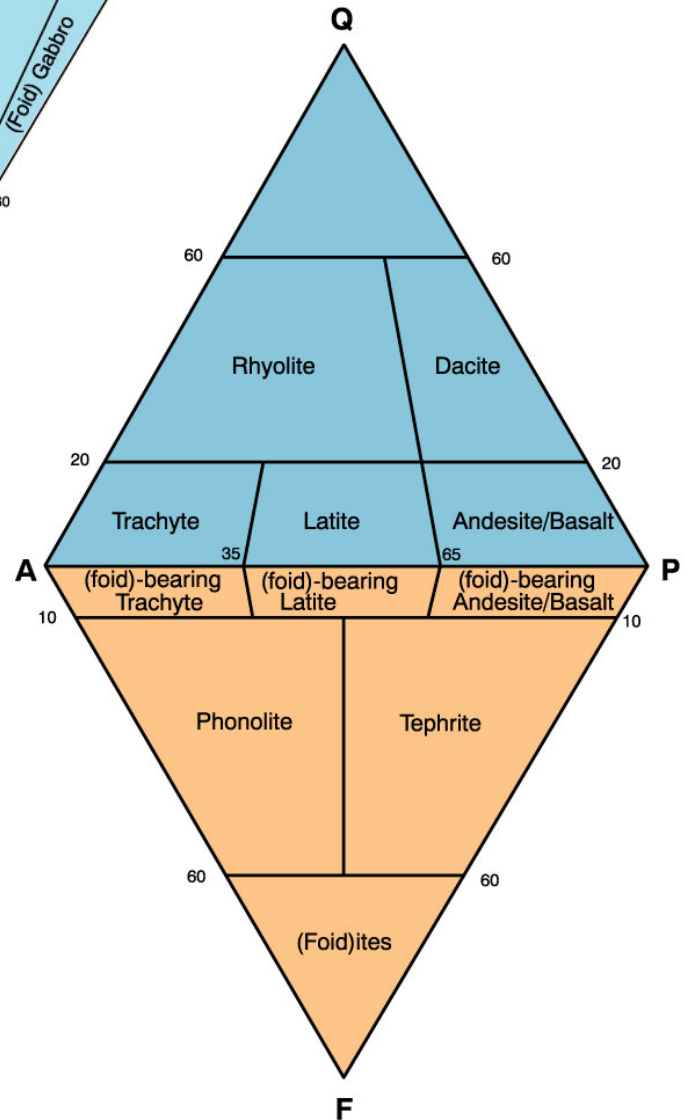 Q
(Foid) Gabbro
60
60
60
Rhyolite
Dacite
20
20
Trachyte
Latite
Andesite/Basalt
A
35
65
P
(foid)-bearing
Trachyte
(foid)-bearing
Latite
(foid)-bearing
Andesite/Basalt
10
10
Phonolite
Tephrite
60
60
(Foid)ites
F